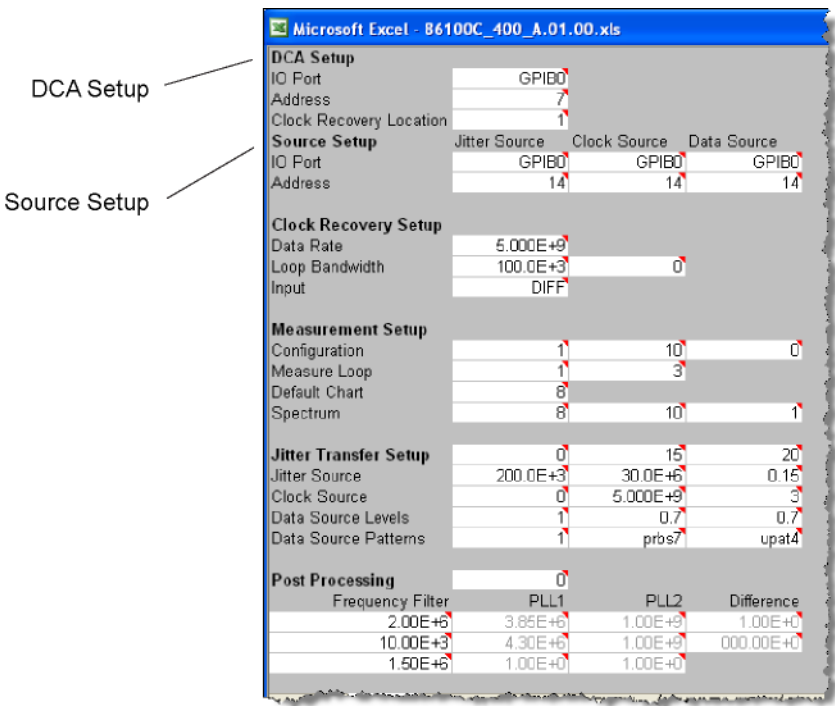 Microsoft Excel - 86100C_400_A.01.00.xls
DCA Setup
DCA Setup
IO Port GPIB0
Address 7
Clock Recovery Location 1
Source Setup
Source Setup Jitter Source Clock Source Data Source
IO Port GPIB0 GPIB0 GPIB0
Address 14 14 14
Clock Recovery Setup
Data Rate 5.000E+9
Loop Bandwidth 100.0E+3 0
Input DIFF
Measurement Setup
Configuration 1 10 0
Measure Loop 1 3
Default Chart 8
Spectrum 8 10 1
Jitter Transfer Setup 0 15 20
Jitter Source 200.0E+3 30.0E+6 0.15
Clock Source 0 5.000E+9 3
Data Source Levels 1 0.7 0.7
Data Source Patterns 1 prbs7 upat4
Post Processing 0
Frequency Filter PLL1 PLL2 Difference
2.00E+6 3.85E+6 1.00E+9 1.00E+0
10.00E+3 4.30E+6 1.00E+9 000.00E+0
1.50E+6 1.00E+0 1.00E+0